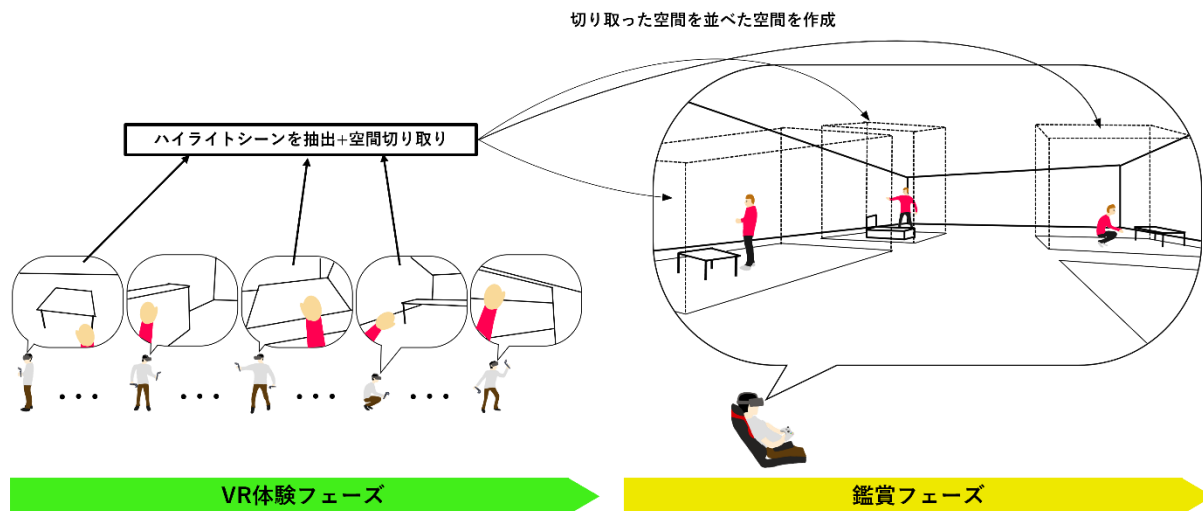 切り取った空間を並べた空間を作成
ハイライトシーンを抽出+空間切り取り
VR体験フェーズ
鑑賞フェーズ